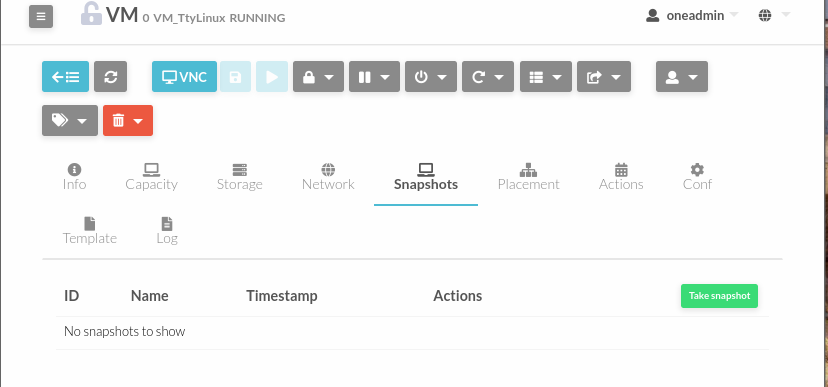 VM 0 VM_TtyLinux RUNNING
oneadmin
VNC
Info Capacity Storage Network Snapshots Placement Actions Conf
Template Log
ID Name Timestamp Actions Take snapshot
No snapshots to show